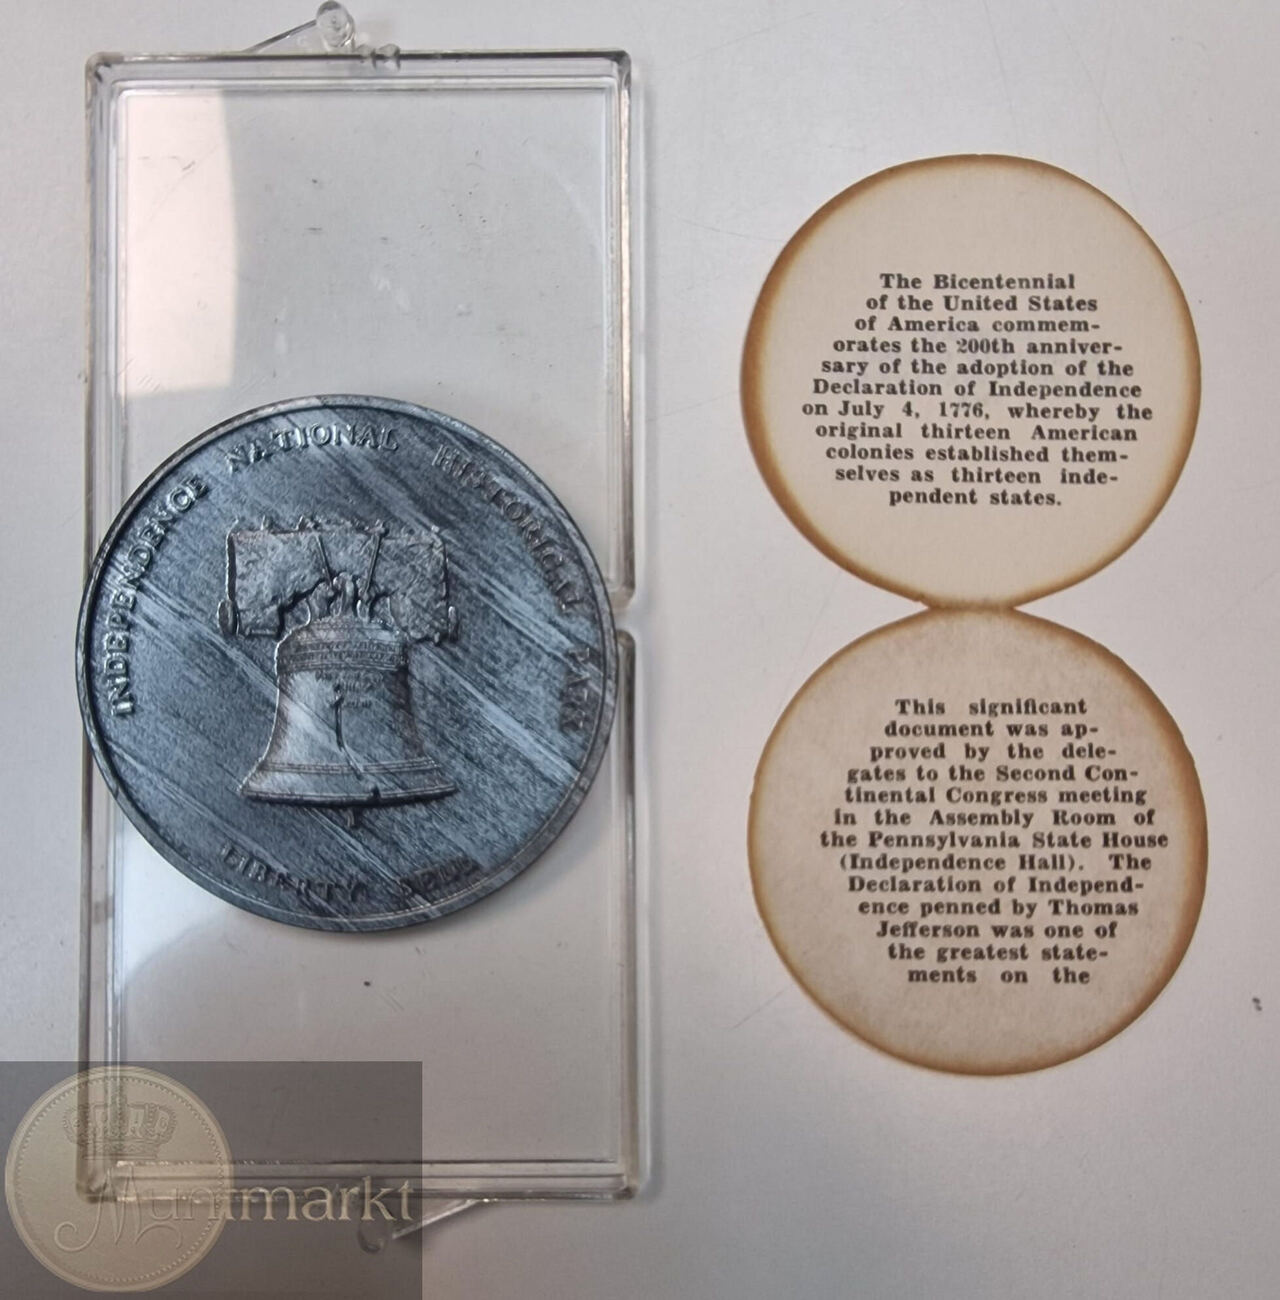 INDEPENDENCE NATIONAL HISTORICAL PARK
LIBERTY BELL
The Bicentennial
of the United States
of America commem-
orates the 200th anniver-
sary of the adoption of the
Declaration of Independence
on July 4, 1776, whereby the
original thirteen American
colonies established them-
selves as thirteen inde-
pendent states.
This significant
document was ap-
proved by the dele-
gates to the Second Con-
tinental Congress meeting
in the Assembly Room of
the Pennsylvania State House
(Independence Hall). The
Declaration of Independ-
ence penned by Thomas
Jefferson was one of
the greatest state-
ments on the
Muntmarkt